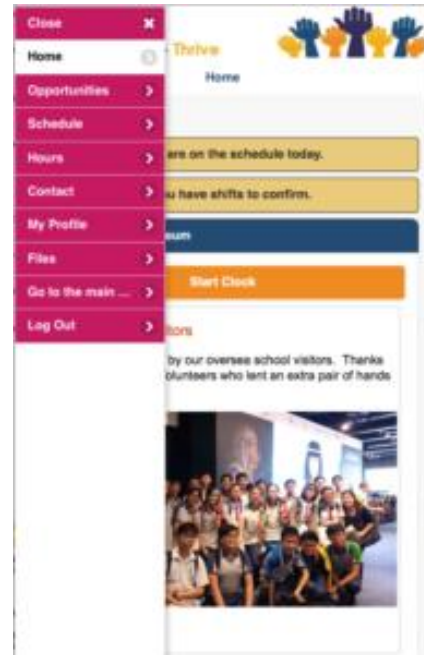 Close
Home
Opportunities
Schedule
Hours
Contact
My Profile
Files
Go to the main ...
Log Out
Thrive
Home
are on the schedule today.
u have shifts to confirm.
eum
Start Clock
tors
by our oversea school visitors. Thanks
olunteers who lent an extra pair of hands